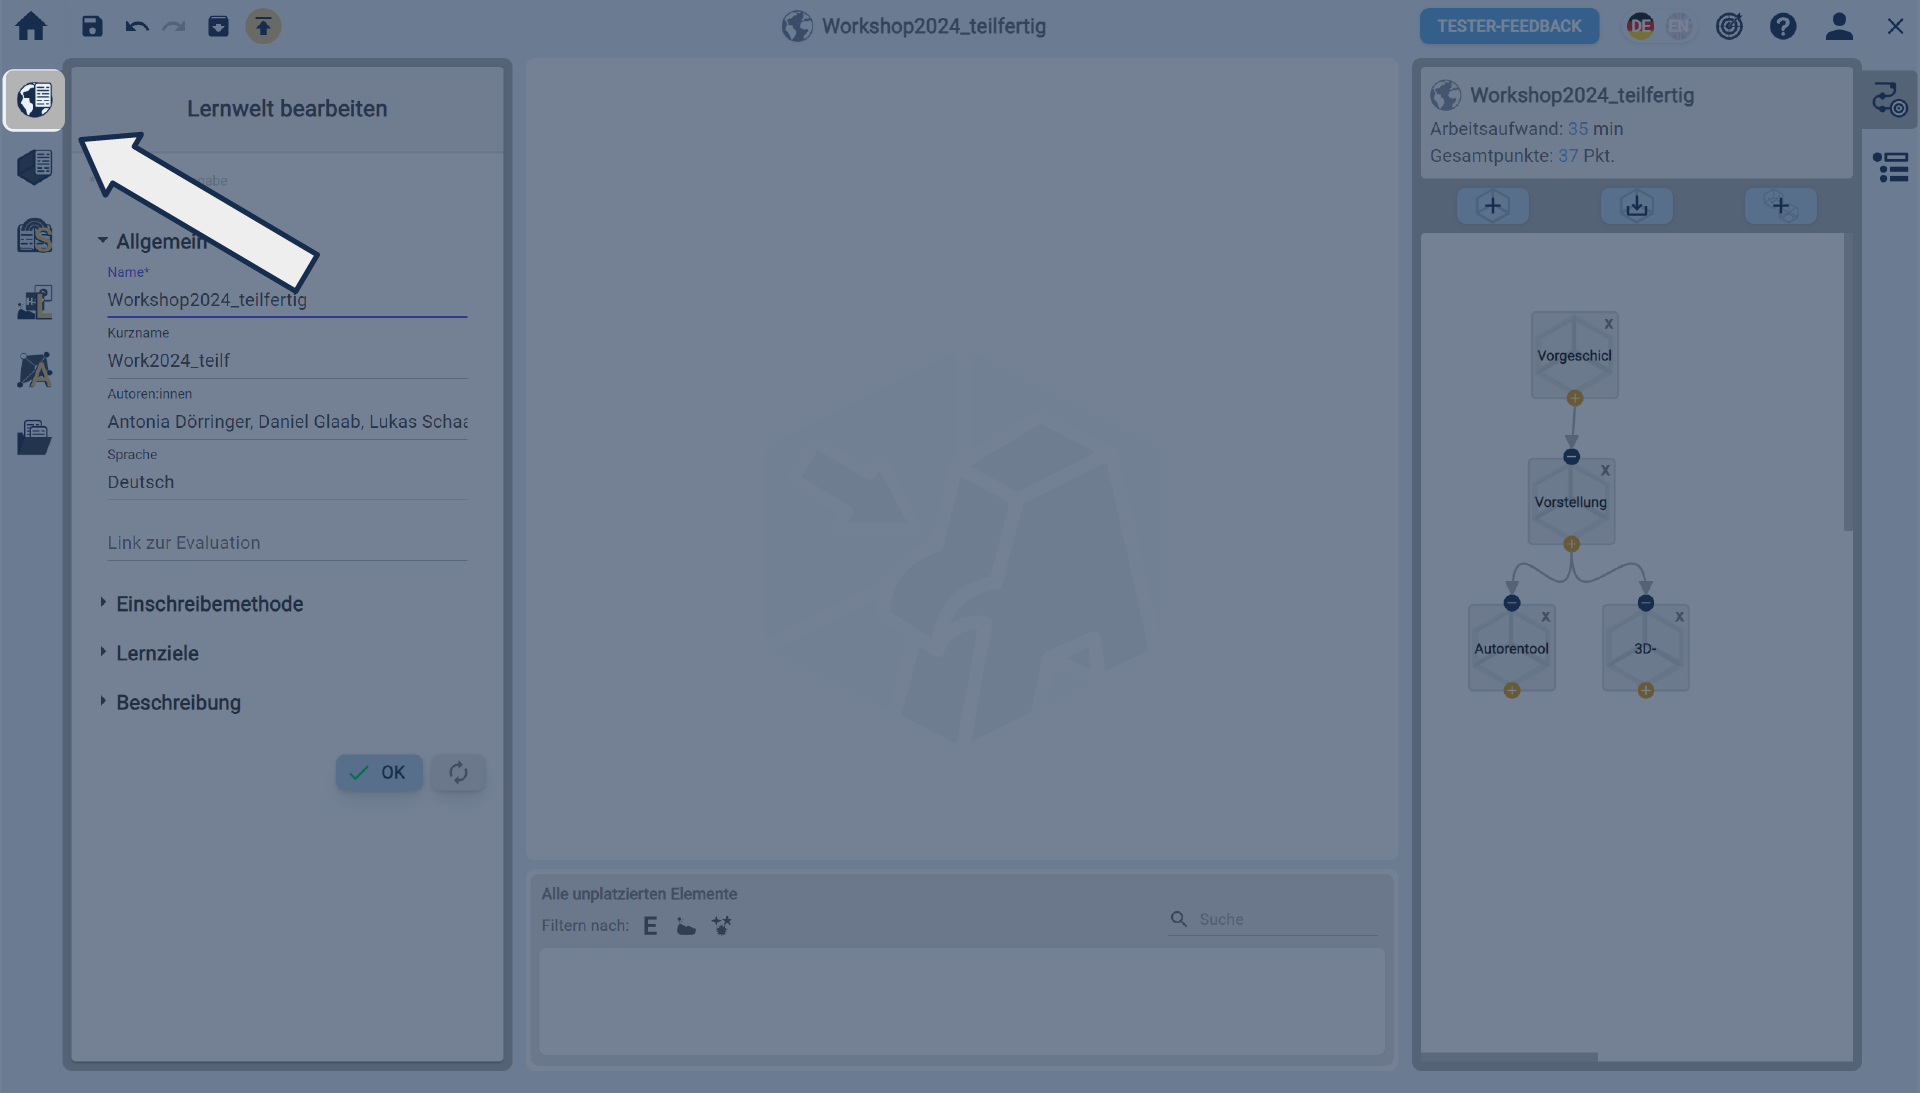 Workshop2024_teilfertig
TESTER-FEEDBACK
DE
EN
Lernwelt bearbeiten
Allgemein
Name*
Workshop2024_teilfertig
Kurzname
Work2024_teilf
Autoren:innen
Antonia Dörringer, Daniel Glaab, Lukas Schaa
Sprache
Deutsch
Link zur Evaluation
Einschreibemethode
Lernziele
Beschreibung
OK
S
L
A
Alle unplatzierten Elemente
Filtern nach: E
Suche
Workshop2024_teilfertig
Arbeitsaufwand: 35 min
Gesamtpunkte: 37 Pkt.
X
Vorgeschicl
X
Vorstellung
X
Autorentool
X
3D-